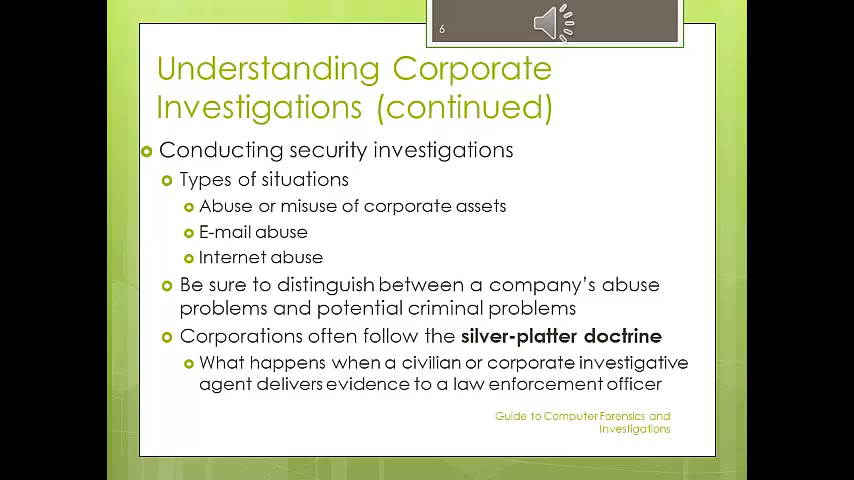 6
Understanding Corporate
Investigations (continued)
Conducting security investigations
Types of situations
Abuse or misuse of corporate assets
E-mail abuse
Internet abuse
Be sure to distinguish between a company's abuse
problems and potential criminal problems
Corporations often follow the silver-platter doctrine
What happens when a civilian or corporate investigative
agent delivers evidence to a law enforcement officer
Guide to Computer Forensics and
Investigations